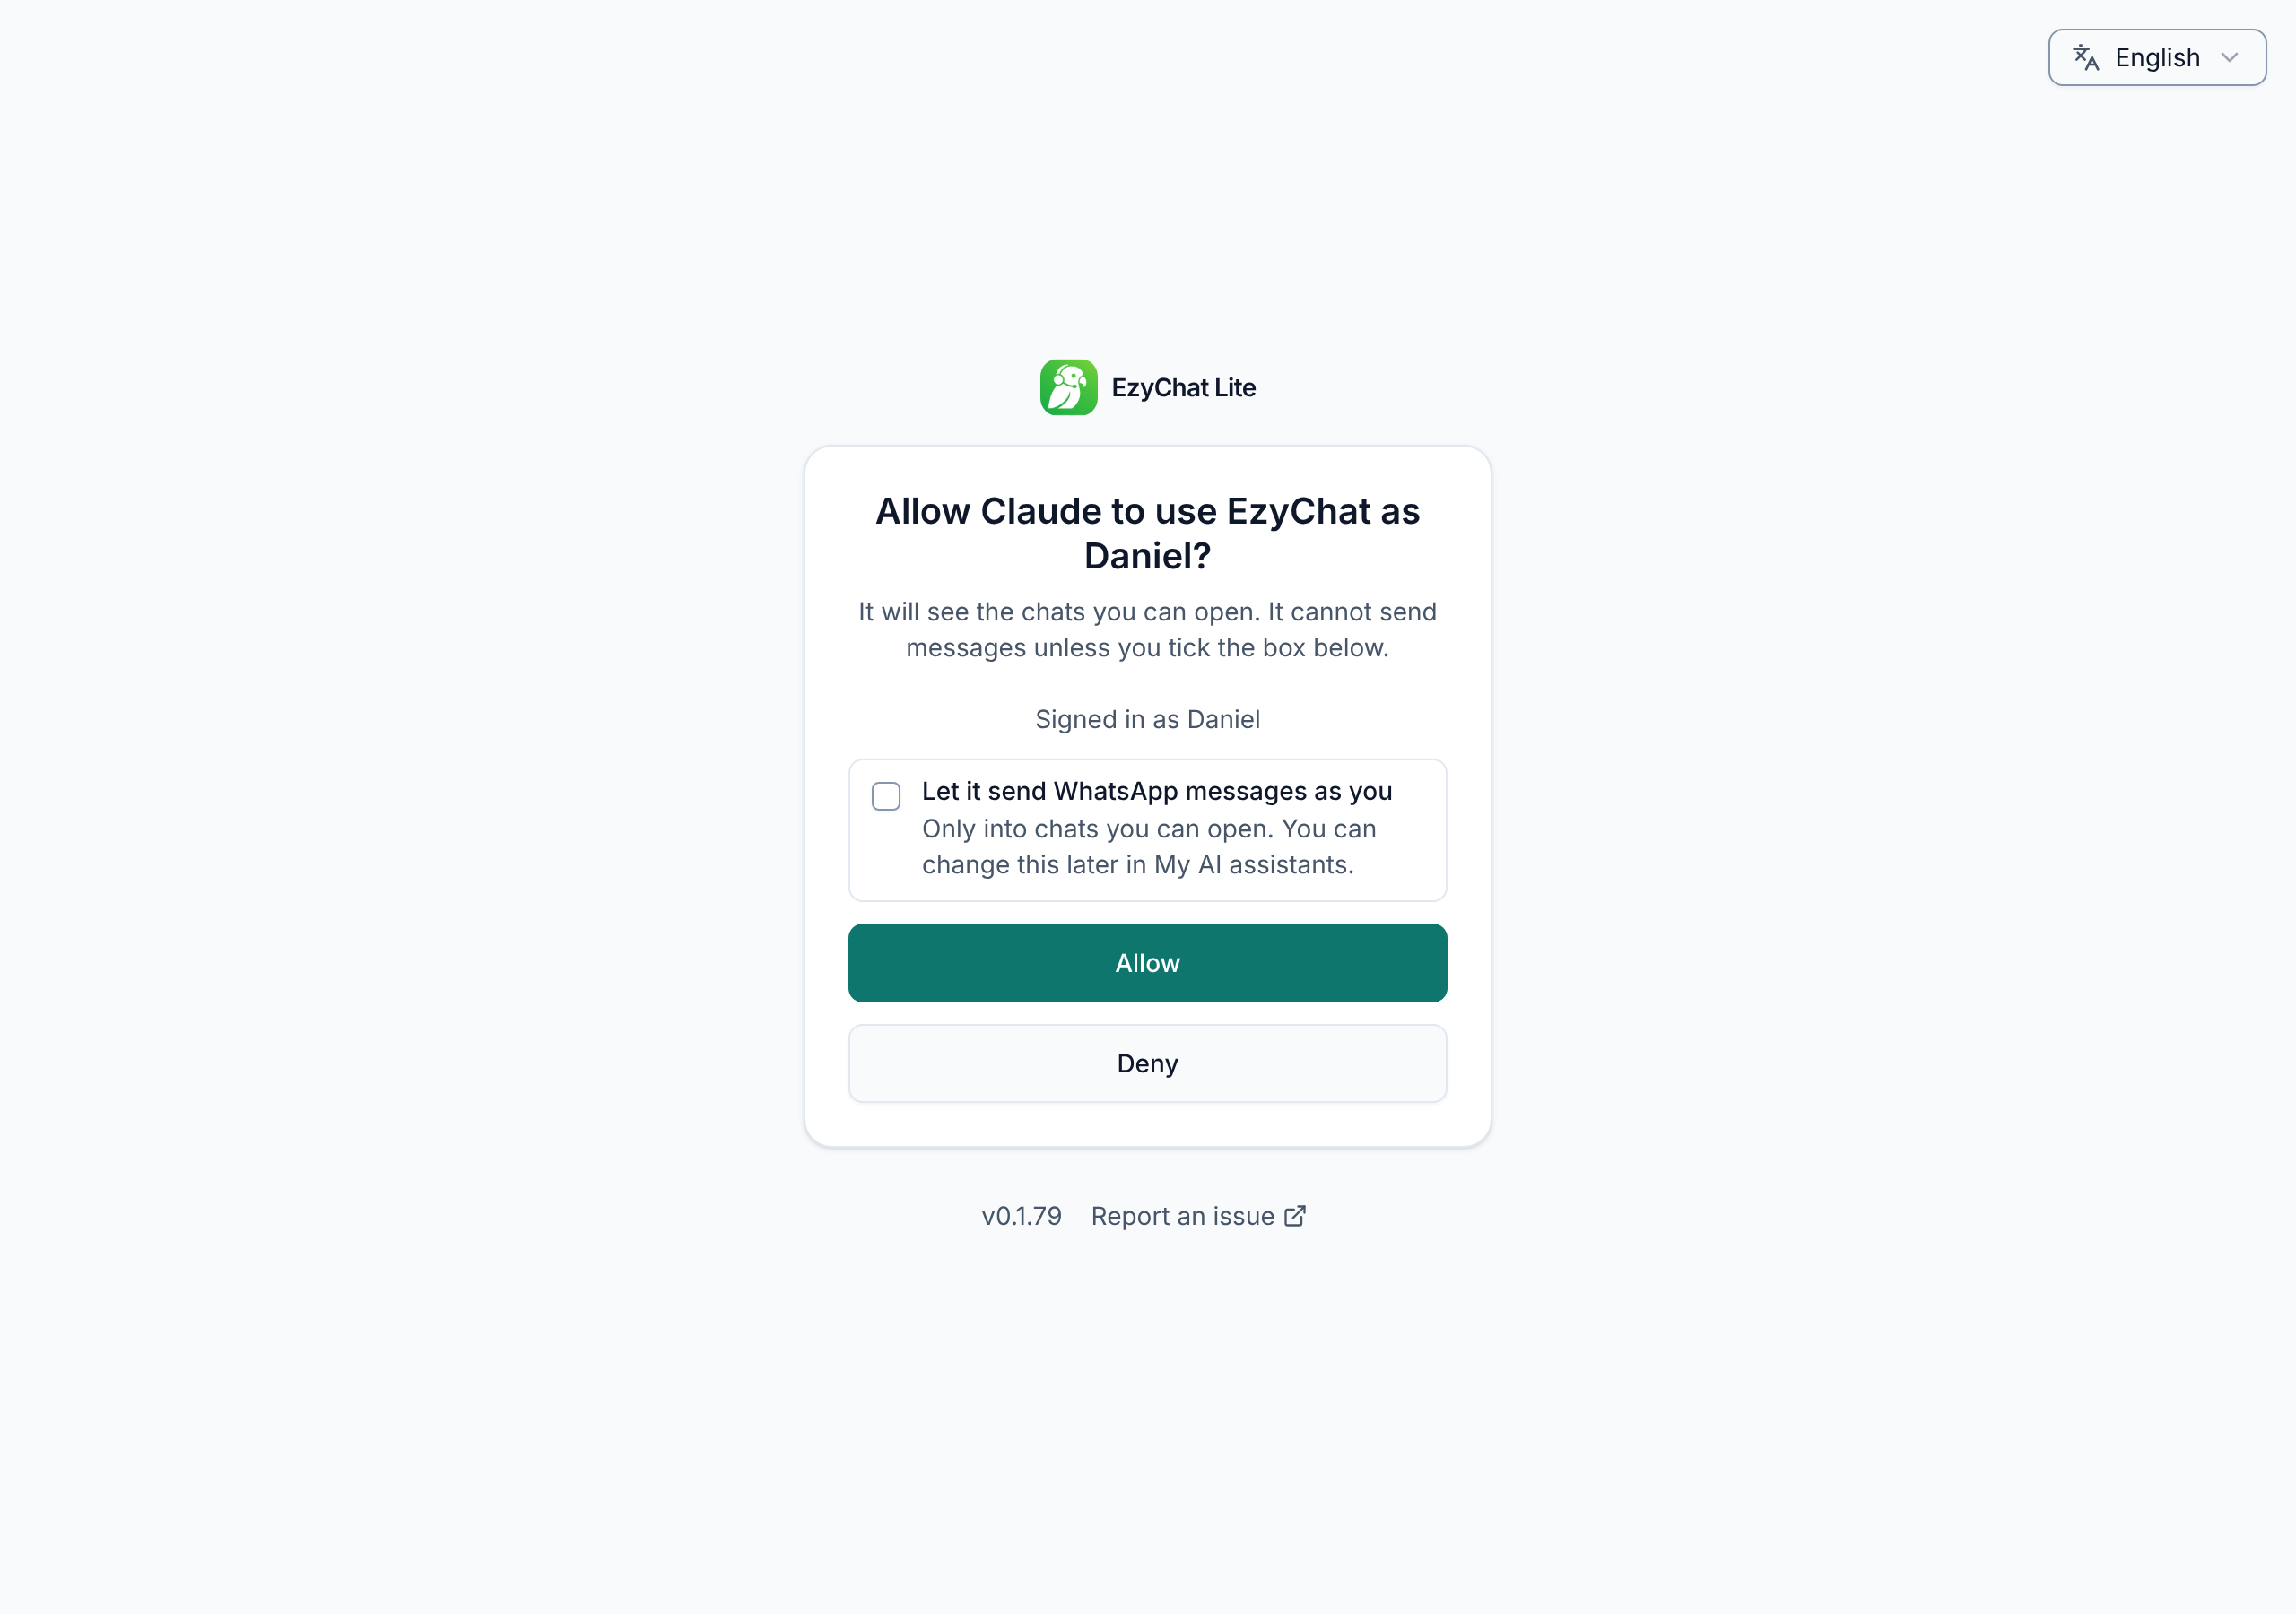 English
EzyChat Lite
Allow Claude to use EzyChat as
Daniel?
It will see the chats you can open. It cannot send
messages unless you tick the box below.
Signed in as Daniel
Let it send WhatsApp messages as you
Only into chats you can open. You can
change this later in My AI assistants.
Allow
Deny
v0.1.79 Report an issue